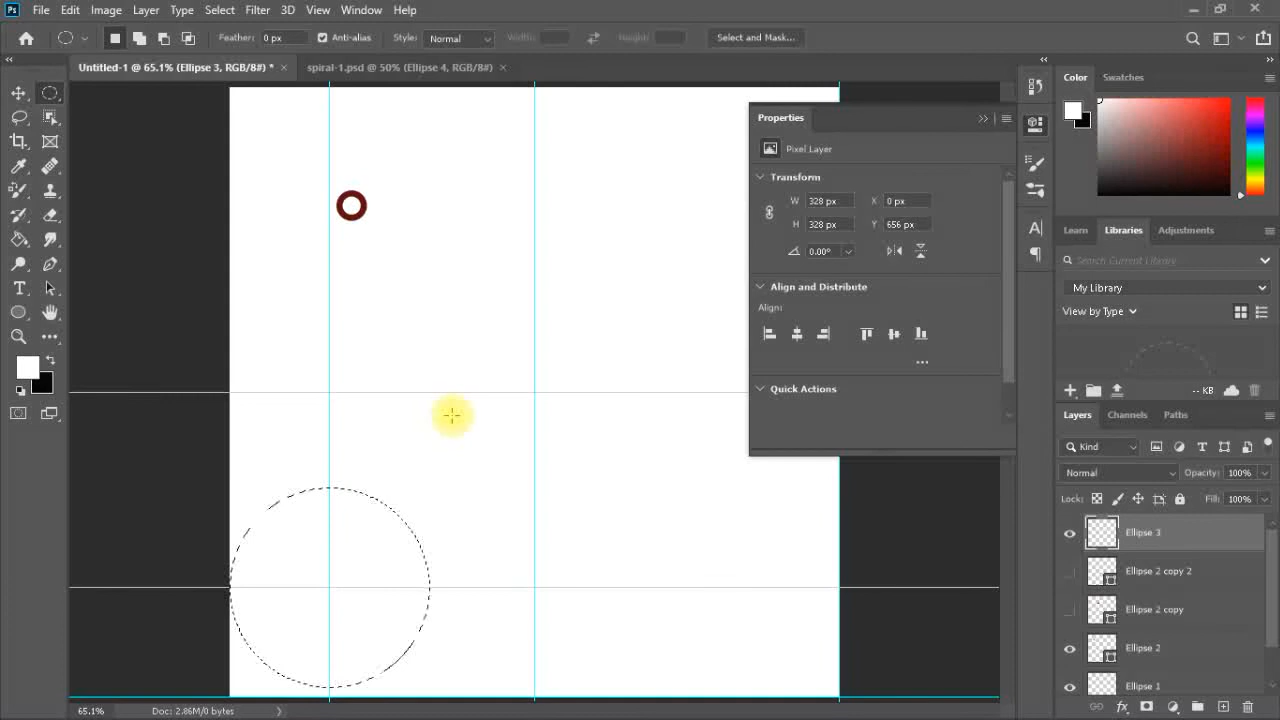 Ps File Edit Image Layer Type Select Filter 3D View Window Help
Feather: 0 px Anti-alias Style: Normal Width: Height: Select and Mask...
Untitled-1 @ 65.1% (Ellipse 3, RGB/8#) * × spiral-1.psd @ 50% (Ellipse 4, RGB/8#) ×
Color Swatches
Properties
Pixel Layer
Transform
W 328 px X 0 px
H 328 px Y 656 px
0.00°
Align and Distribute
Align:
Quick Actions
Learn Libraries Adjustments
Search Current Library
My Library
View by Type
-- KB
Layers Channels Paths
Kind
Normal Opacity: 100%
Lock: Fill: 100%
Ellipse 3
Ellipse 2 copy 2
Ellipse 2 copy
Ellipse 2
Ellipse 1
65.1% Doc: 2.86M/0 bytes